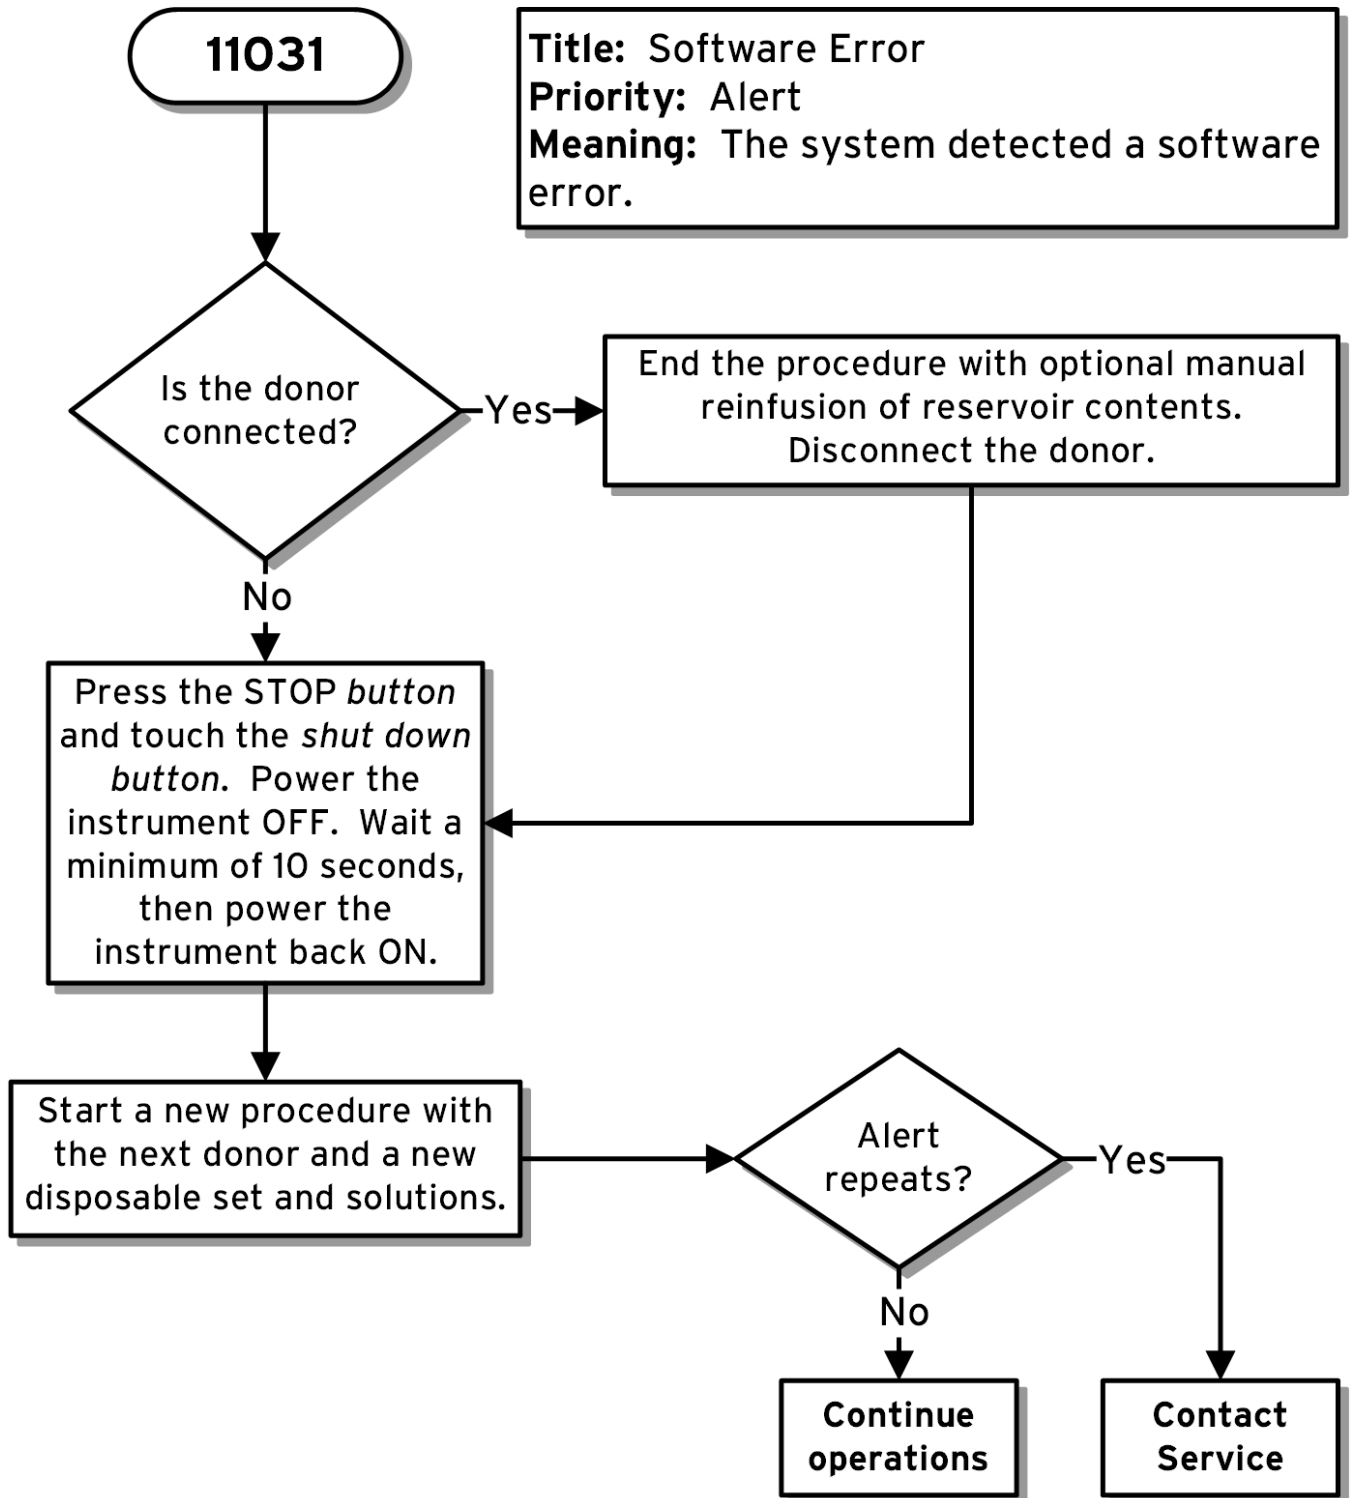 11031
Title: Software Error
Priority: Alert
Meaning: The system detected a software
error.
Is the donor
connected?
Yes
End the procedure with optional manual
reinfusion of reservoir contents.
Disconnect the donor.
No
Press the STOP button
and touch the shut down
button. Power the
instrument OFF. Wait a
minimum of 10 seconds,
then power the
instrument back ON.
Start a new procedure with
the next donor and a new
disposable set and solutions.
Alert
repeats?
Yes
No
Continue
operations
Contact
Service